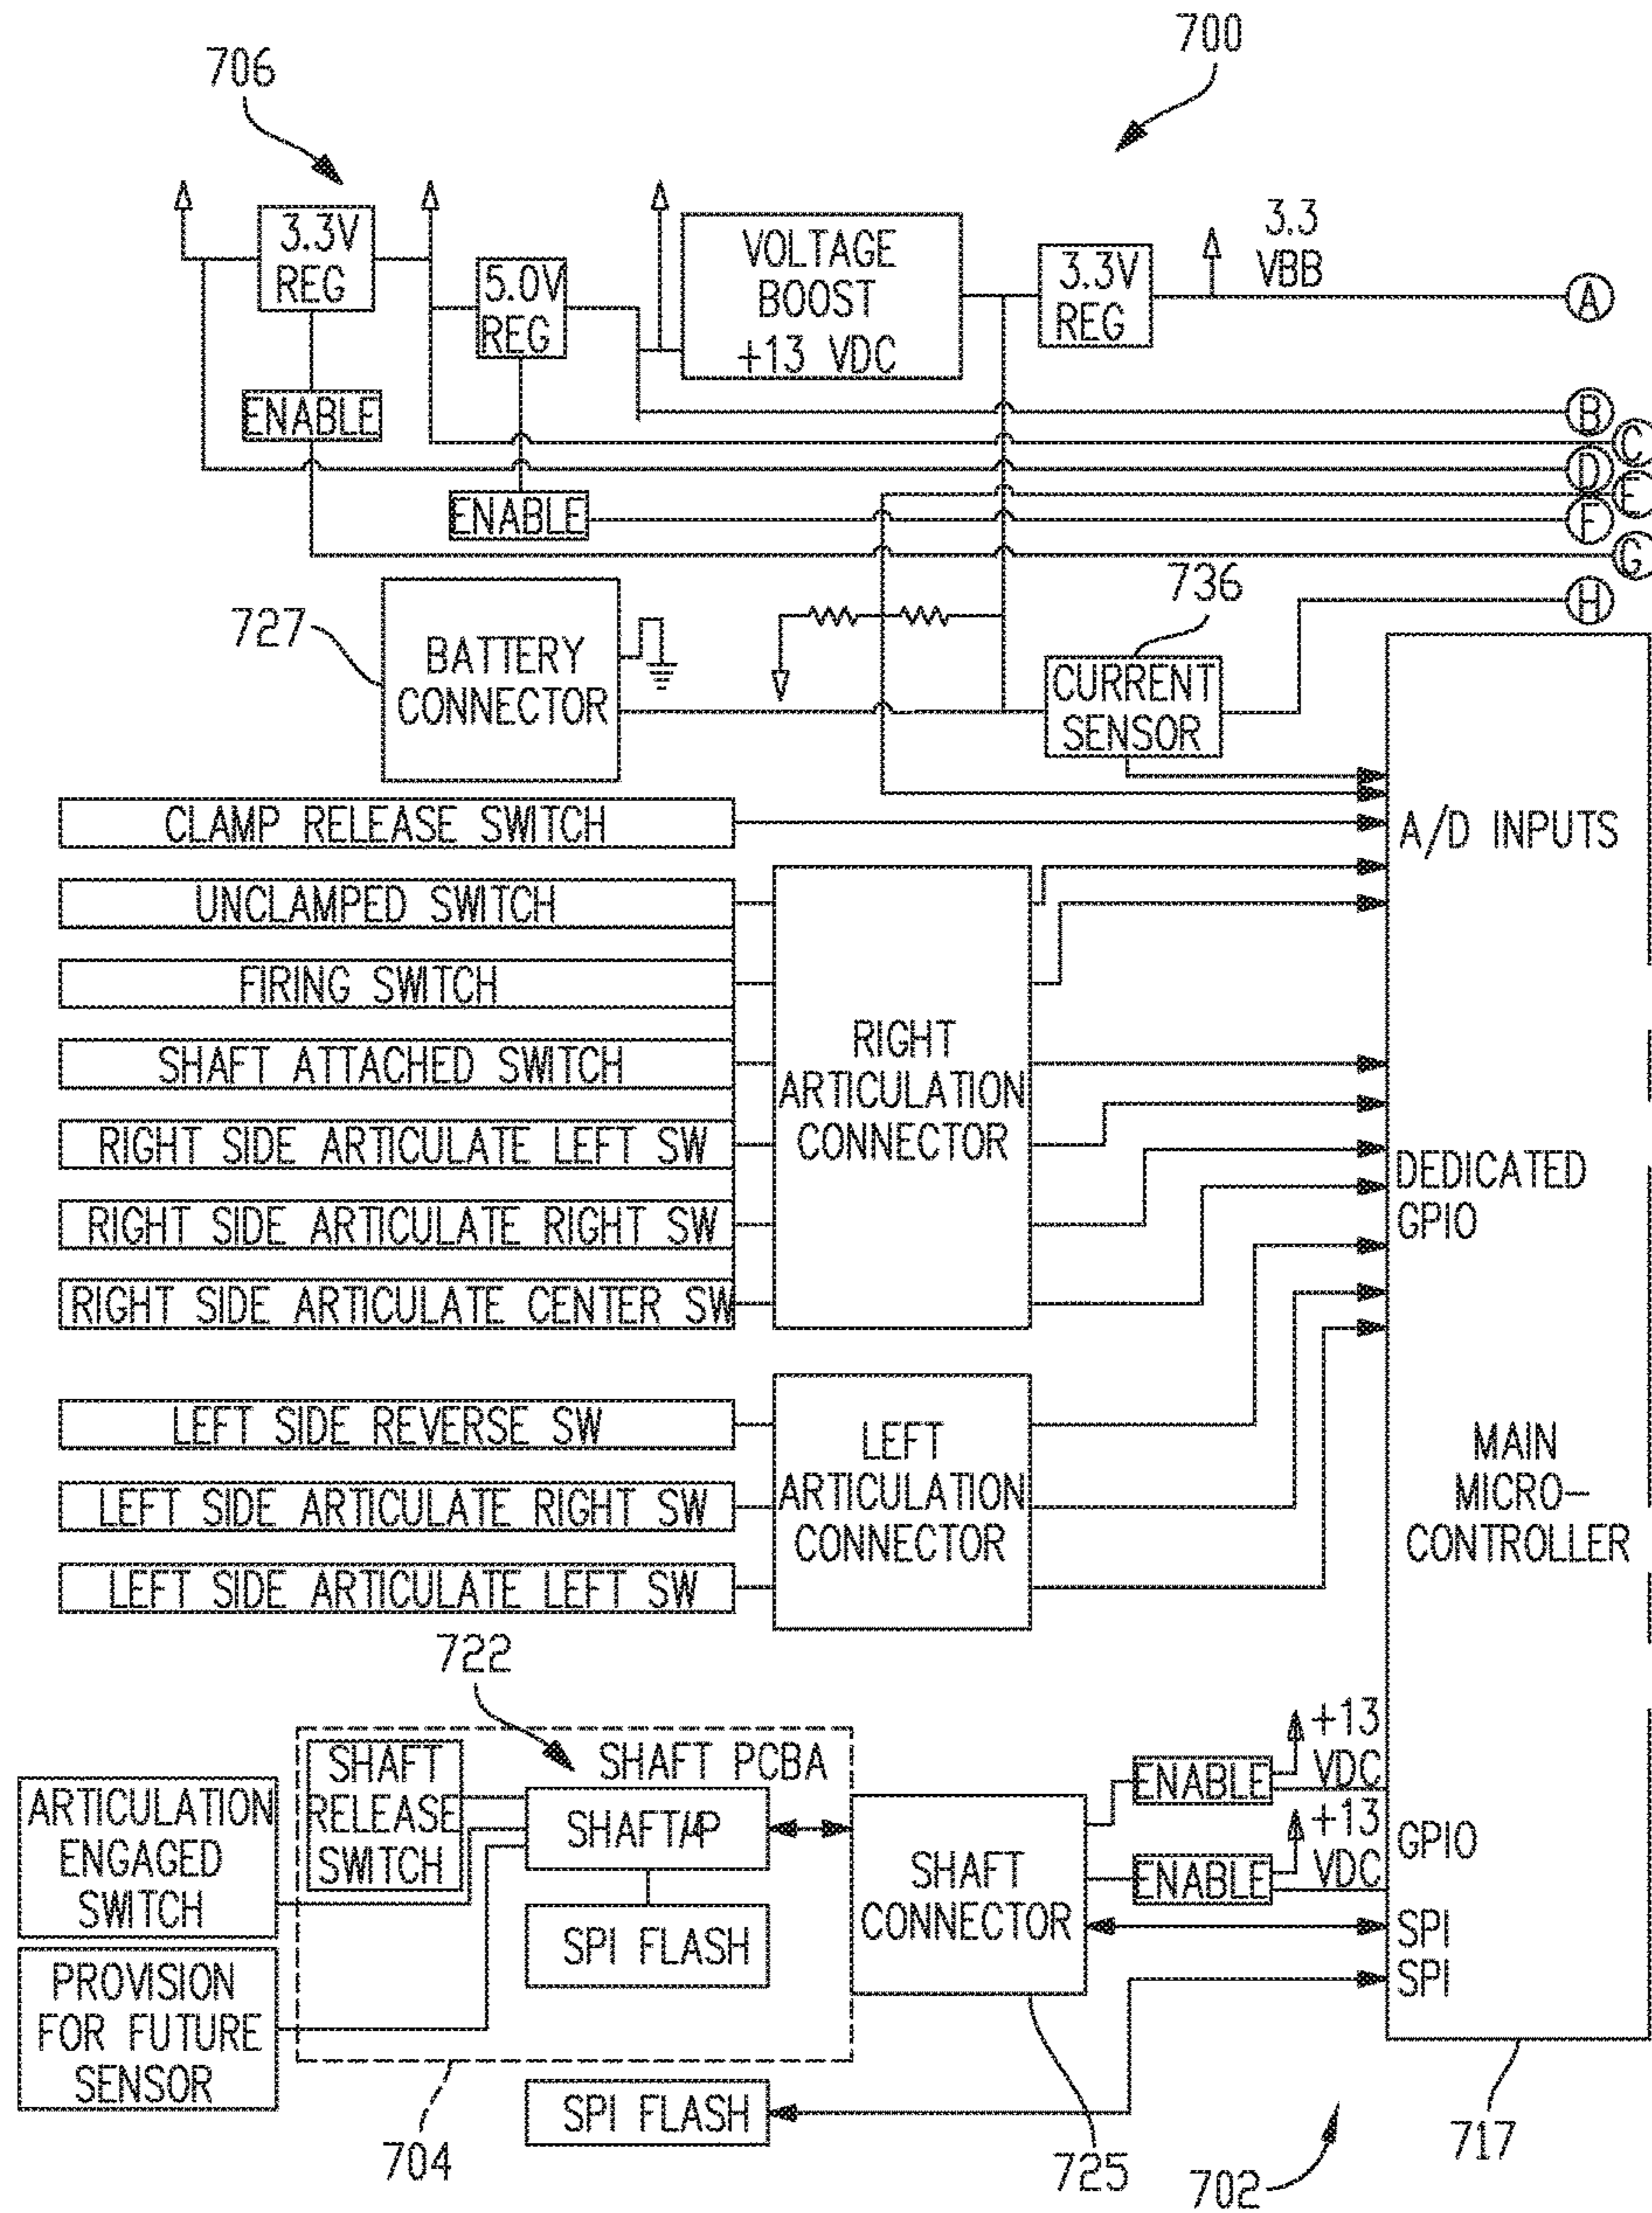 700
706
3.3V
REG
5.0V
REG
VOLTAGE
BOOST
+13 VDC
3.3V
REG
3.3
VBB
A
ENABLE
B
C
D
E
ENABLE
F
G
736
H
727
BATTERY
CONNECTOR
CURRENT
SENSOR
CLAMP RELEASE SWITCH
A/D INPUTS
UNCLAMPED SWITCH
FIRING SWITCH
SHAFT ATTACHED SWITCH
RIGHT SIDE ARTICULATE LEFT SW
RIGHT SIDE ARTICULATE RIGHT SW
RIGHT SIDE ARTICULATE CENTER SW
RIGHT
ARTICULATION
CONNECTOR
DEDICATED
GPIO
LEFT SIDE REVERSE SW
LEFT SIDE ARTICULATE RIGHT SW
LEFT SIDE ARTICULATE LEFT SW
LEFT
ARTICULATION
CONNECTOR
MAIN
MICRO-
CONTROLLER
722
SHAFT PCBA
SHAFT
RELEASE
SWITCH
SHAFT/µP
SPI FLASH
ARTICULATION
ENGAGED
SWITCH
PROVISION
FOR FUTURE
SENSOR
SHAFT
CONNECTOR
ENABLE
+13
VDC
ENABLE
+13
VDC
GPIO
SPI
SPI
SPI FLASH
704
725
702
717